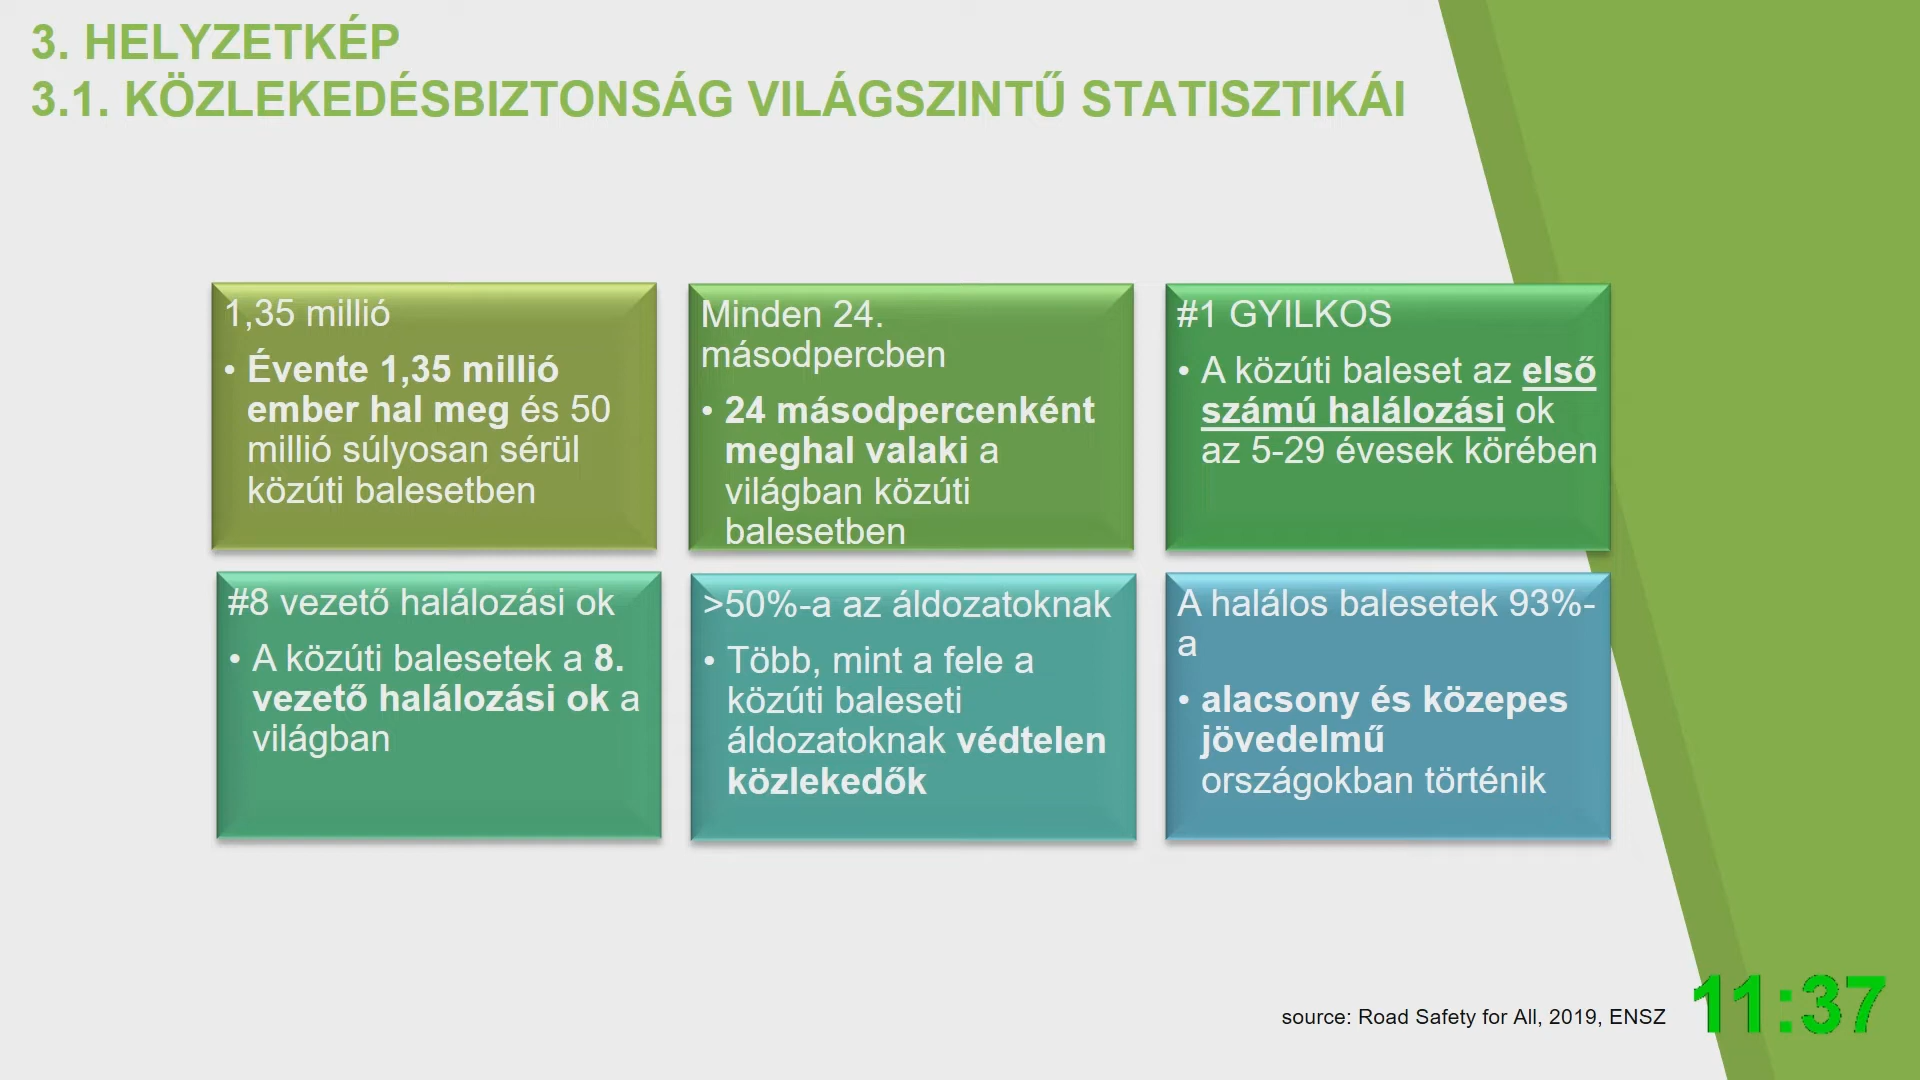 3. HELYZETKÉP
3.1. KÖZLEKEDÉSBIZTONSÁG VILÁGSZINTŰ STATISZTIKÁI
1,35 millió
• Évente 1,35 millió
ember hal meg és 50
millió súlyosan sérül
közúti balesetben
Minden 24.
másodpercben
• 24 másodpercenként
meghal valaki a
világban közúti
balesetben
#1 GYILKOS
• A közúti baleset az első
számú halálozási ok
az 5-29 évesek körében
#8 vezető halálozási ok
• A közúti balesetek a 8.
vezető halálozási ok a
világban
>50%-a az áldozatoknak
• Több, mint a fele a
közúti baleseti
áldozatoknak védtelen
közlekedők
A halálos balesetek 93%-
a
• alacsony és közepes
jövedelmű
országokban történik
source: Road Safety for All, 2019, ENSZ
11:37